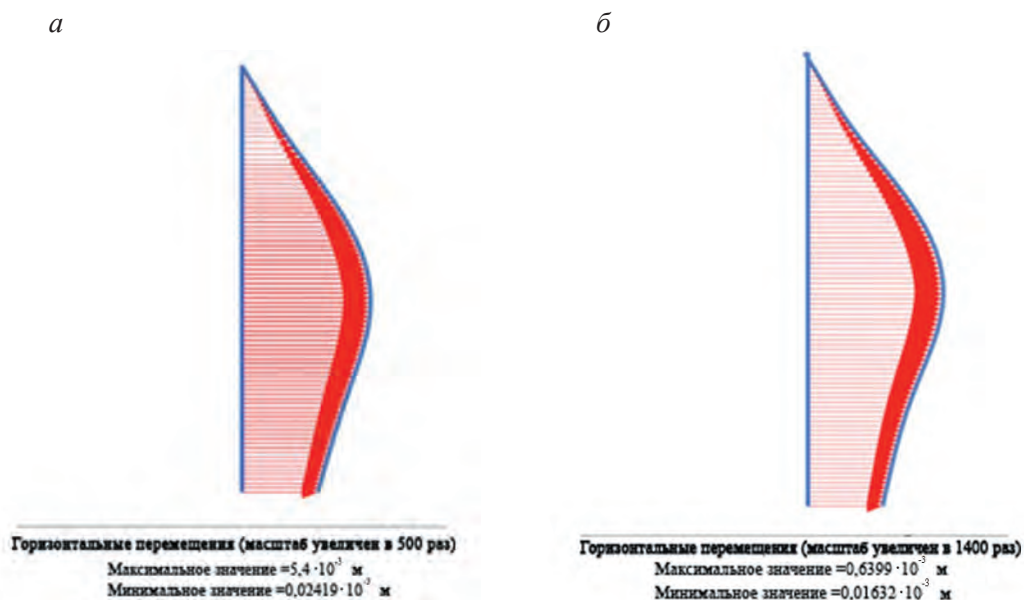 а
б
Горизонтальные перемещения (масштаб увеличен в 500 раз)
Максимальное значение =5,4 ·10⁻³ м
Минимальное значение =0,02419· 10⁻³ м
Горизонтальные перемещения (масштаб увеличен в 1400 раз)
Максимальное значение =0,6399 ·10⁻³ м
Минимальное значение =0,01632·10⁻³ м